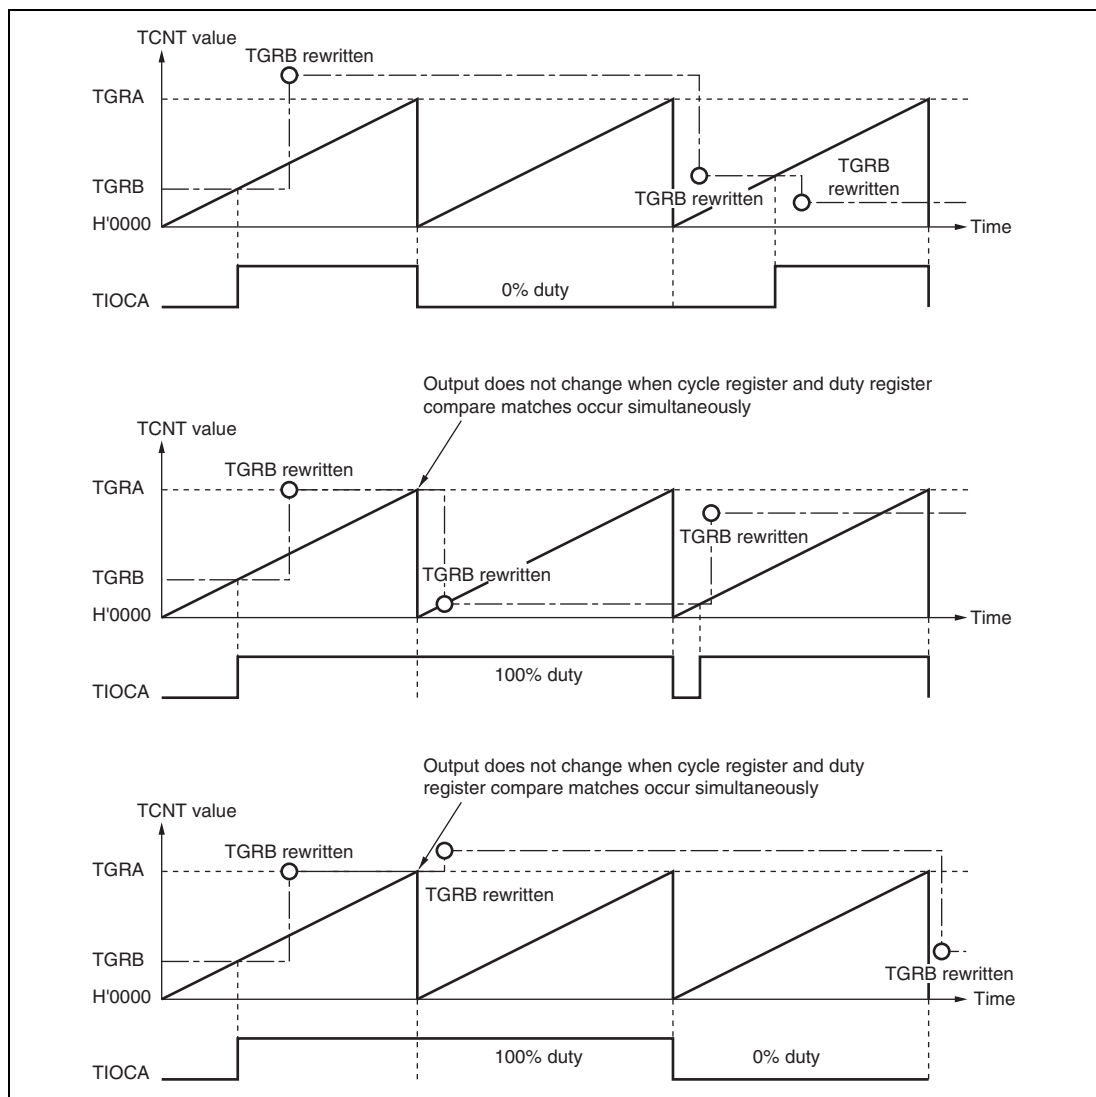 TCNT value
TGRB rewritten
TGRA
TGRB
rewritten
TGRB
TGRB rewritten
H'0000
Time
0% duty
TIOCA
Output does not change when cycle register and duty register
compare matches occur simultaneously
TCNT value
TGRB rewritten
TGRA
TGRB rewritten
TGRB
TGRB rewritten
H'0000
Time
100% duty
TIOCA
Output does not change when cycle register and duty
register compare matches occur simultaneously
TCNT value
TGRB rewritten
TGRA
TGRB rewritten
TGRB
TGRB rewritten
H'0000
Time
100% duty
0% duty
TIOCA